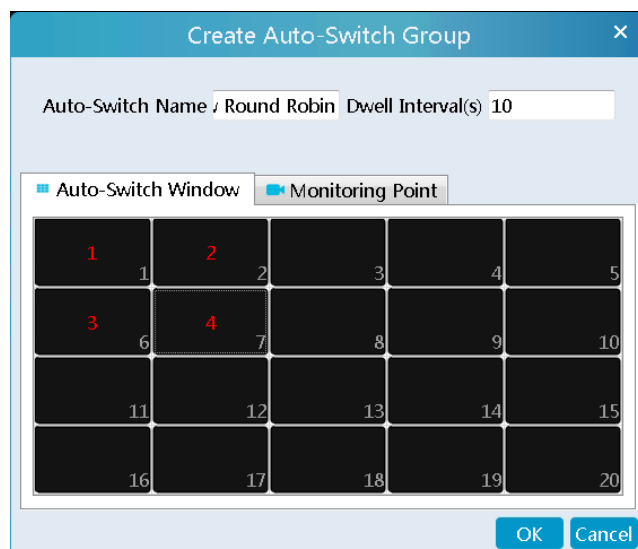 Create Auto-Switch Group ×
Auto-Switch Name Round Robin Dwell Interval(s) 10
Auto-Switch Window Monitoring Point
1 1 2 2 3 4 5
3 6 4 7 8 9 10
11 12 13 14 15
16 17 18 19 20
OK Cancel